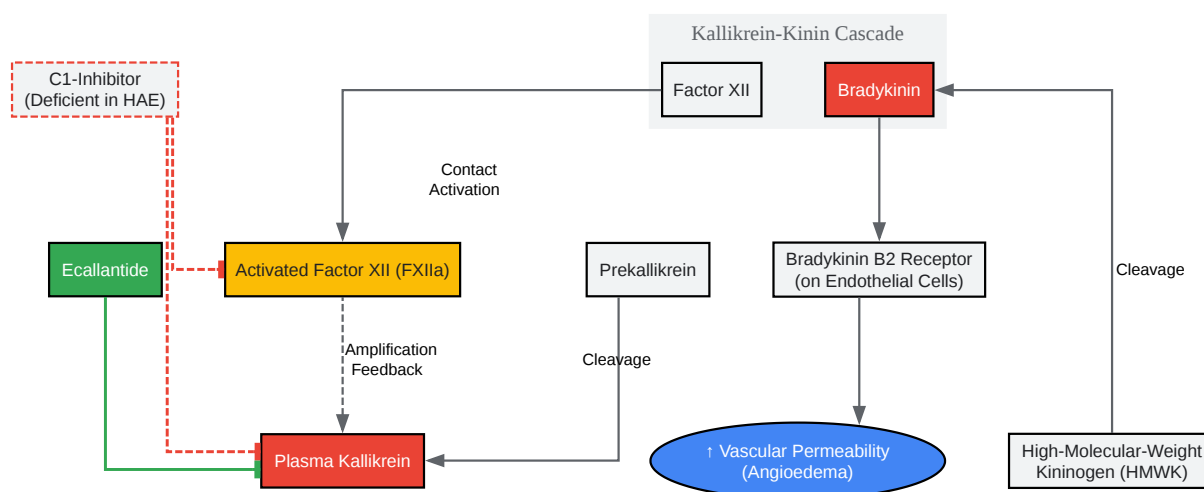 Kallikrein-Kinin Cascade
C1-Inhibitor
(Deficient in HAE)
Factor XII
Bradykinin
Contact
Activation
Ecallantide
Activated Factor XII (FXIIa)
Prekallikrein
Bradykinin B2 Receptor
(on Endothelial Cells)
Cleavage
Amplification
Feedback
Cleavage
Plasma Kallikrein
↑ Vascular Permeability
(Angioedema)
High-Molecular-Weight
Kininogen (HMWK)